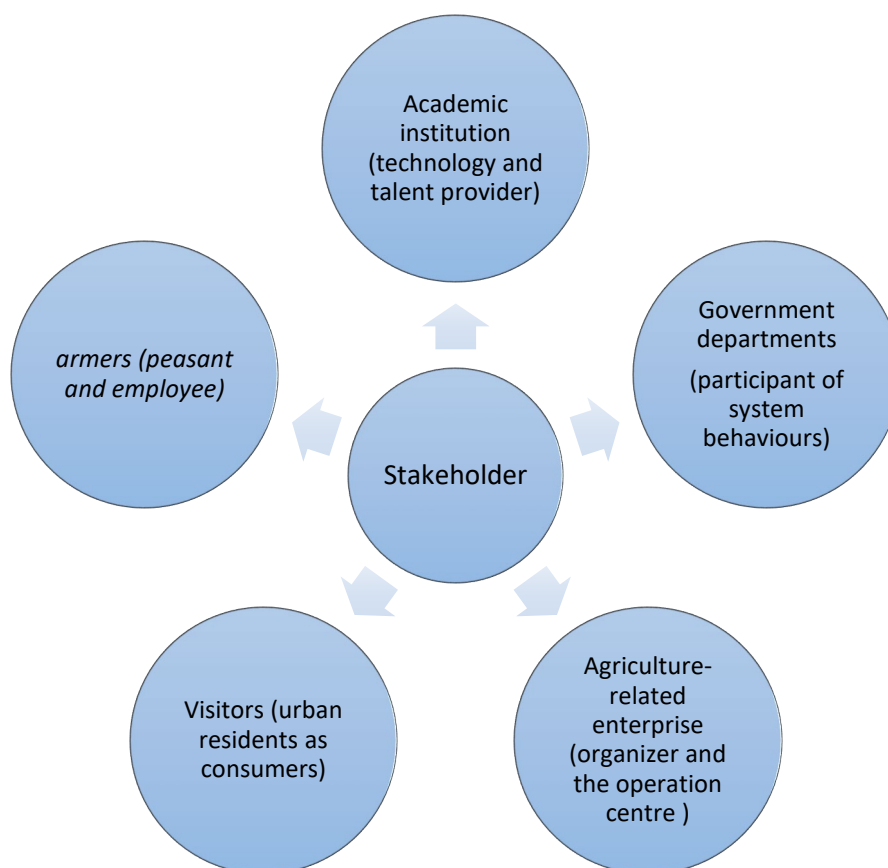 Academic
institution
(technology and
talent provider)
Government
departments
(participant of
system
behaviours)
armers (peasant
and employee)
Stakeholder
Agriculture-
related
enterprise
(organizer and
the operation
centre )
Visitors (urban
residents as
consumers)